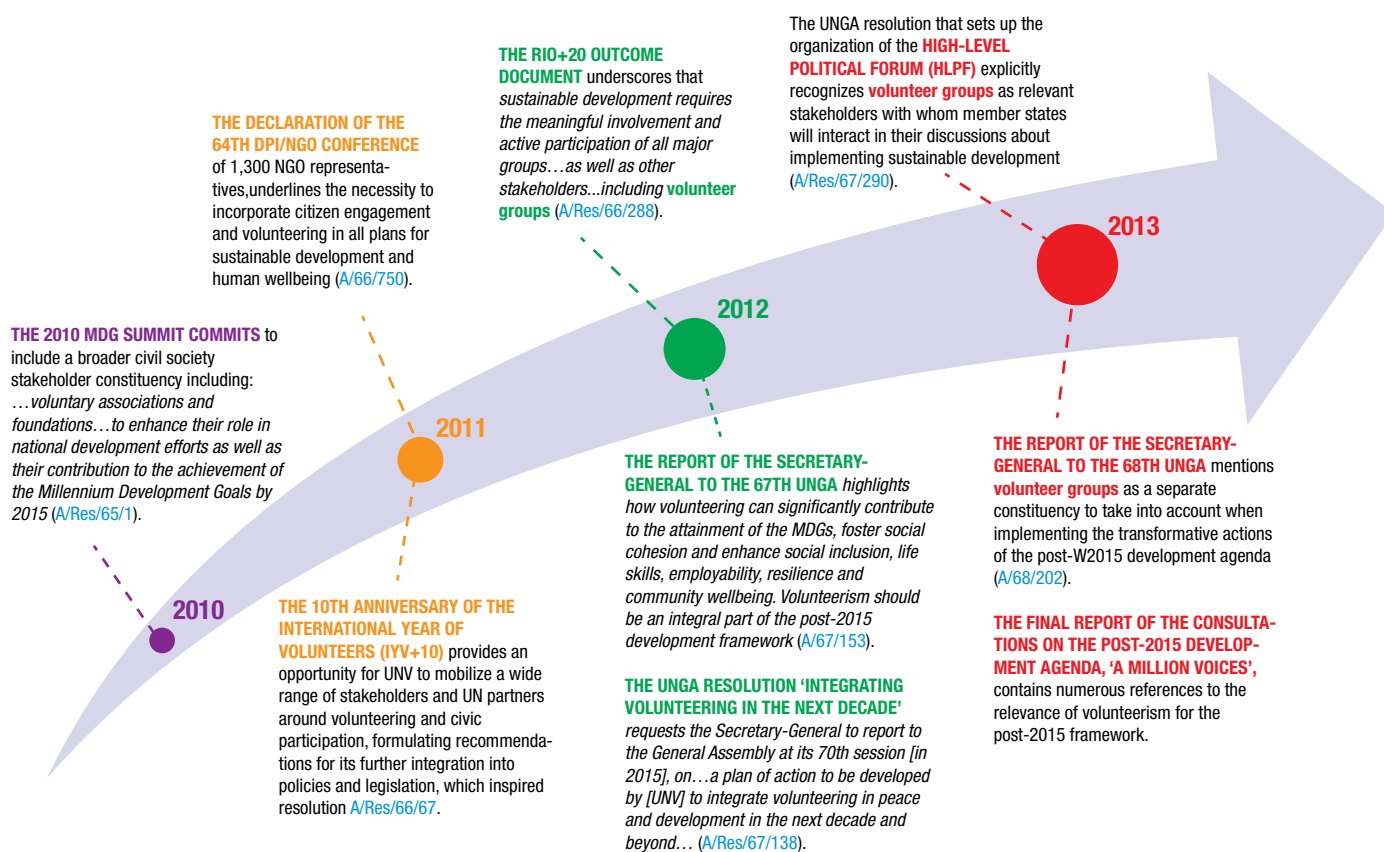 THE 2010 MDG SUMMIT COMMITS to
include a broader civil society
stakeholder constituency including:
…voluntary associations and
foundations…to enhance their role in
national development efforts as well as
their contribution to the achievement of
the Millennium Development Goals by
2015 (A/Res/65/1).
2010
THE DECLARATION OF THE
64TH DPI/NGO CONFERENCE
of 1,300 NGO representa-
tives,underlines the necessity to
incorporate citizen engagement
and volunteering in all plans for
sustainable development and
human wellbeing (A/66/750).
2011
THE 10TH ANNIVERSARY OF THE
INTERNATIONAL YEAR OF
VOLUNTEERS (IYV+10) provides an
opportunity for UNV to mobilize a wide
range of stakeholders and UN partners
around volunteering and civic
participation, formulating recommenda-
tions for its further integration into
policies and legislation, which inspired
resolution A/Res/66/67.
THE RIO+20 OUTCOME
DOCUMENT underscores that
sustainable development requires
the meaningful involvement and
active participation of all major
groups…as well as other
stakeholders...including volunteer
groups (A/Res/66/288).
2012
THE REPORT OF THE SECRETARY-
GENERAL TO THE 67TH UNGA highlights
how volunteering can significantly contribute
to the attainment of the MDGs, foster social
cohesion and enhance social inclusion, life
skills, employability, resilience and
community wellbeing. Volunteerism should
be an integral part of the post-2015
development framework (A/67/153).
THE UNGA RESOLUTION ‘INTEGRATING
VOLUNTEERING IN THE NEXT DECADE’
requests the Secretary-General to report to
the General Assembly at its 70th session [in
2015], on…a plan of action to be developed
by [UNV] to integrate volunteering in peace
and development in the next decade and
beyond… (A/Res/67/138).
The UNGA resolution that sets up the
organization of the HIGH-LEVEL
POLITICAL FORUM (HLPF) explicitly
recognizes volunteer groups as relevant
stakeholders with whom member states
will interact in their discussions about
implementing sustainable development
(A/Res/67/290).
2013
THE REPORT OF THE SECRETARY-
GENERAL TO THE 68TH UNGA mentions
volunteer groups as a separate
constituency to take into account when
implementing the transformative actions
of the post-W2015 development agenda
(A/68/202).
THE FINAL REPORT OF THE CONSULTA-
TIONS ON THE POST-2015 DEVELOP-
MENT AGENDA, ‘A MILLION VOICES’,
contains numerous references to the
relevance of volunteerism for the
post-2015 framework.